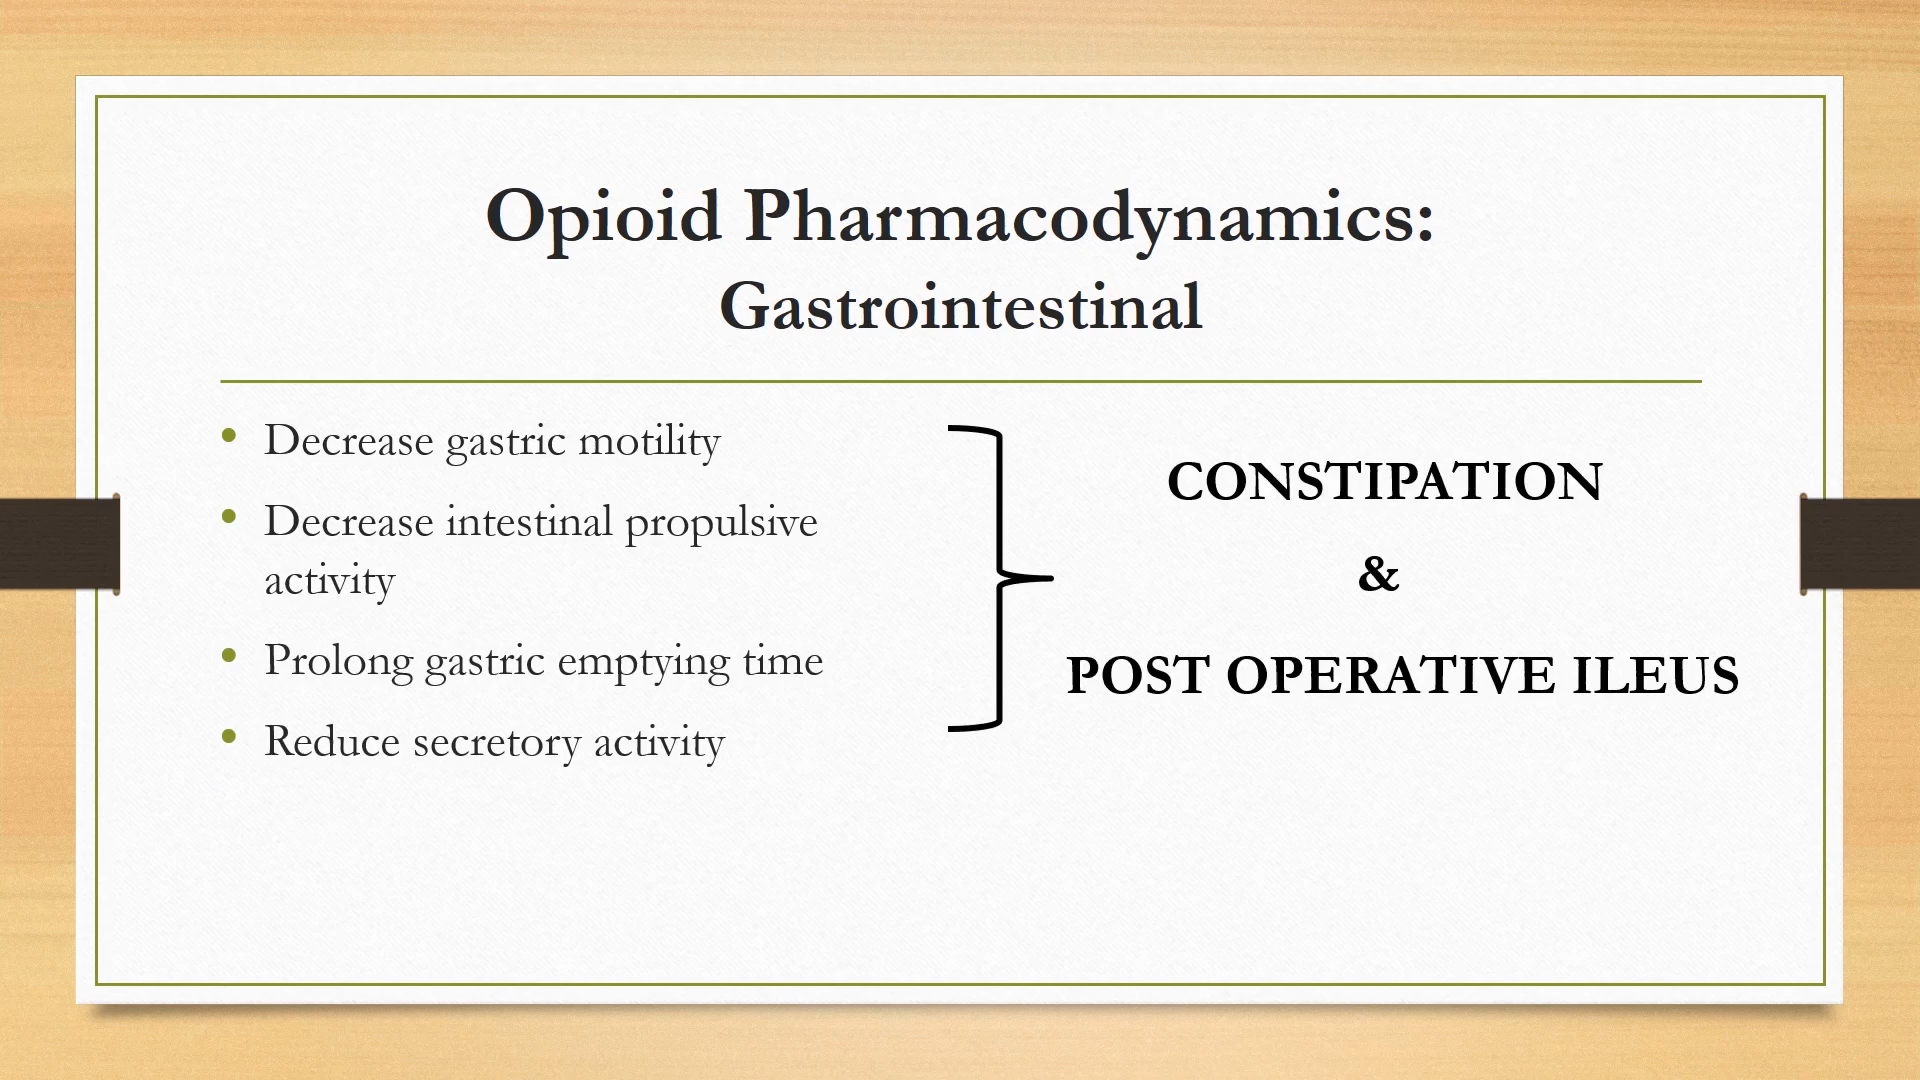 Opioid Pharmacodynamics:
Gastrointestinal
• Decrease gastric motility
• Decrease intestinal propulsive
activity
• Prolong gastric emptying time
• Reduce secretory activity
CONSTIPATION
&
POST OPERATIVE ILEUS